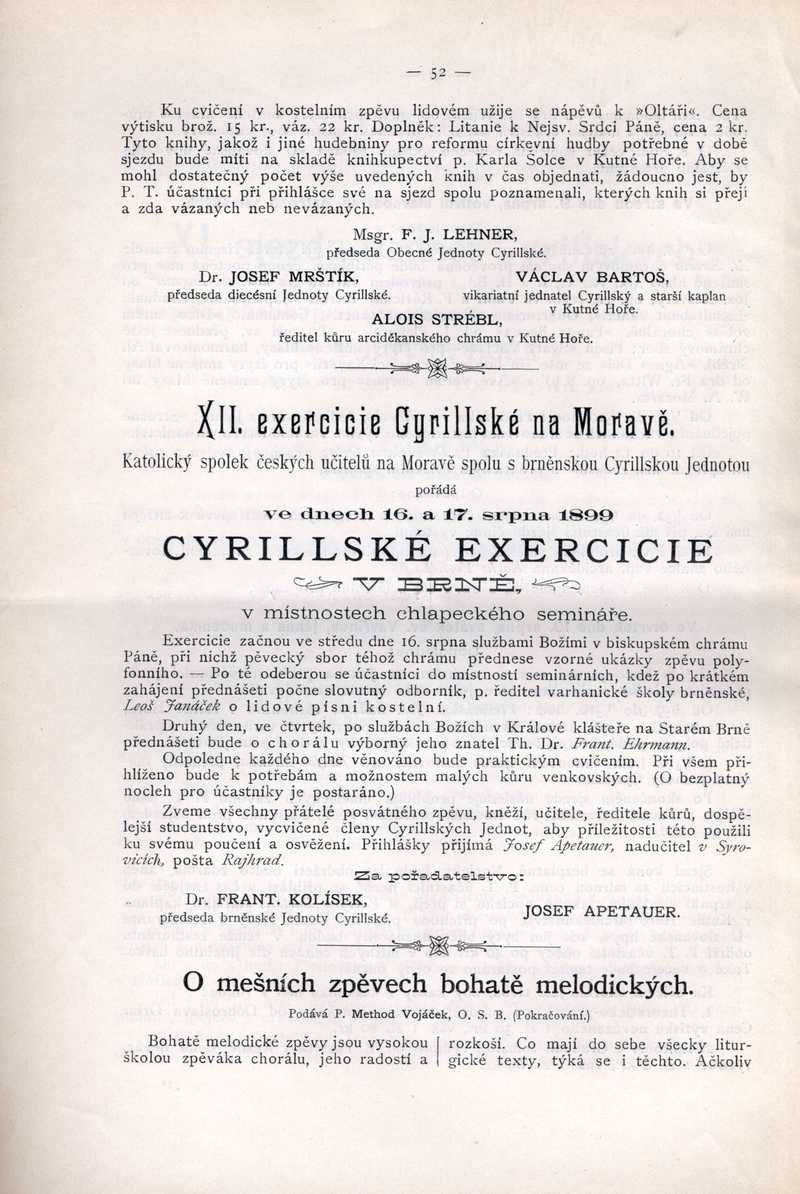 — 52 —
Ku cvičení v kostelním zpěvu lidovém užije se nápěvů k »Oltáři«. Cena
výtisku brož. 15 kr., váz. 22 kr. Doplněk: Litanie k Nejsv. Srdci Páně, cena 2 kr.
Tyto knihy, jakož i jiné hudebniny pro reformu církevní hudby potřebné v době
sjezdu bude míti na skladě knihkupectví p. Karla Šolce v Kutné Hoře. Aby se
mohl dostatečný počet výše uvedených knih v čas objednati, žádoucno jest, by
P. T. účastníci při přihlášce své na sjezd spolu poznamenali, kterých knih si přejí
a zda vázaných neb nevázaných.
Msgr. F. J. LEHNER,
předseda Obecné Jednoty Cyrillské.
Dr. JOSEF MRŠTÍK,
předseda diecésní Jednoty Cyrillské.
VÁCLAV BARTOŠ,
vikariatní jednatel Cyrillský a starší kaplan
v Kutné Hoře.
ALOIS STRÉBL,
ředitel kůru arciděkanského chrámu v Kutné Hoře.
XII. exercicie Cyrillské na Moravě.
Katolický spolek českých učitelů na Moravě spolu s brněnskou Cyrillskou Jednotou
pořádá
ve dnech 16. a 17. srpna 1899
CYRILLSKÉ EXERCICIE
V BRNĚ,
v místnostech chlapeckého semináře.
Exercicie začnou ve středu dne 16. srpna službami Božími v biskupském chrámu
Páně, při nichž pěvecký sbor téhož chrámu přednese vzorné ukázky zpěvu poly-
fonního. — Po té odeberou se účastníci do místností seminárních, kdež po krátkém
zahájení přednášeti počne slovutný odborník, p. ředitel varhanické školy brněnské,
Leoš Janáček o lidové písni kostelní.
Druhý den, ve čtvrtek, po službách Božích v Králové klášteře na Starém Brně
přednášeti bude o chorálu výborný jeho znatel Th. Dr. Frant. Ehrmann.
Odpoledne každého dne věnováno bude praktickým cvičením. Při všem při-
hlíženo bude k potřebám a možnostem malých kůru venkovských. (O bezplatný
nocleh pro účastníky je postaráno.)
Zveme všechny přátelé posvátného zpěvu, kněží, učitele, ředitele kůrů, dospě-
lejší studentstvo, vycvičené členy Cyrillských Jednot, aby příležitosti této použili
ku svému poučení a osvěžení. Přihlášky přijímá Josef Apetauer, nadučitel v Syro-
vicích, pošta Rajhrad.
Za pořadatelstvo:
Dr. FRANT. KOLÍSEK,
předseda brněnské Jednoty Cyrillské.
JOSEF APETAUER.
O mešních zpěvech bohatě melodických.
Podává P. Method Vojáček, O. S. B. (Pokračování.)
Bohatě melodické zpěvy jsou vysokou
školou zpěváka chorálu, jeho radostí a
rozkoší. Co mají do sebe všecky litur-
gické texty, týká se i těchto. Ačkoliv